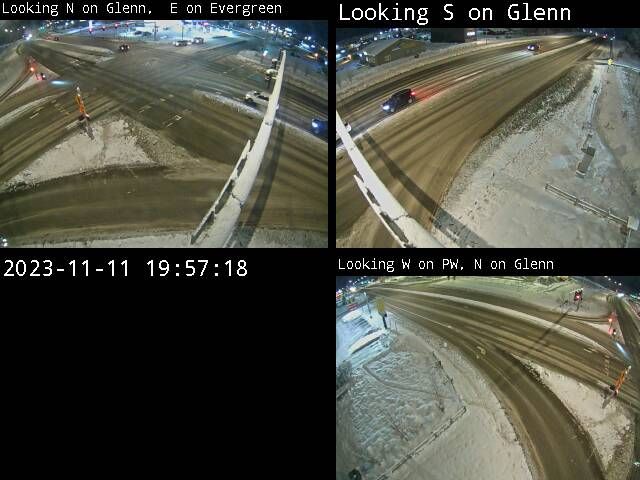 Looking N on Glenn, E on Evergreen
Looking S on Glenn
2023-11-11 19:57:18
Looking W on PW, N on Glenn